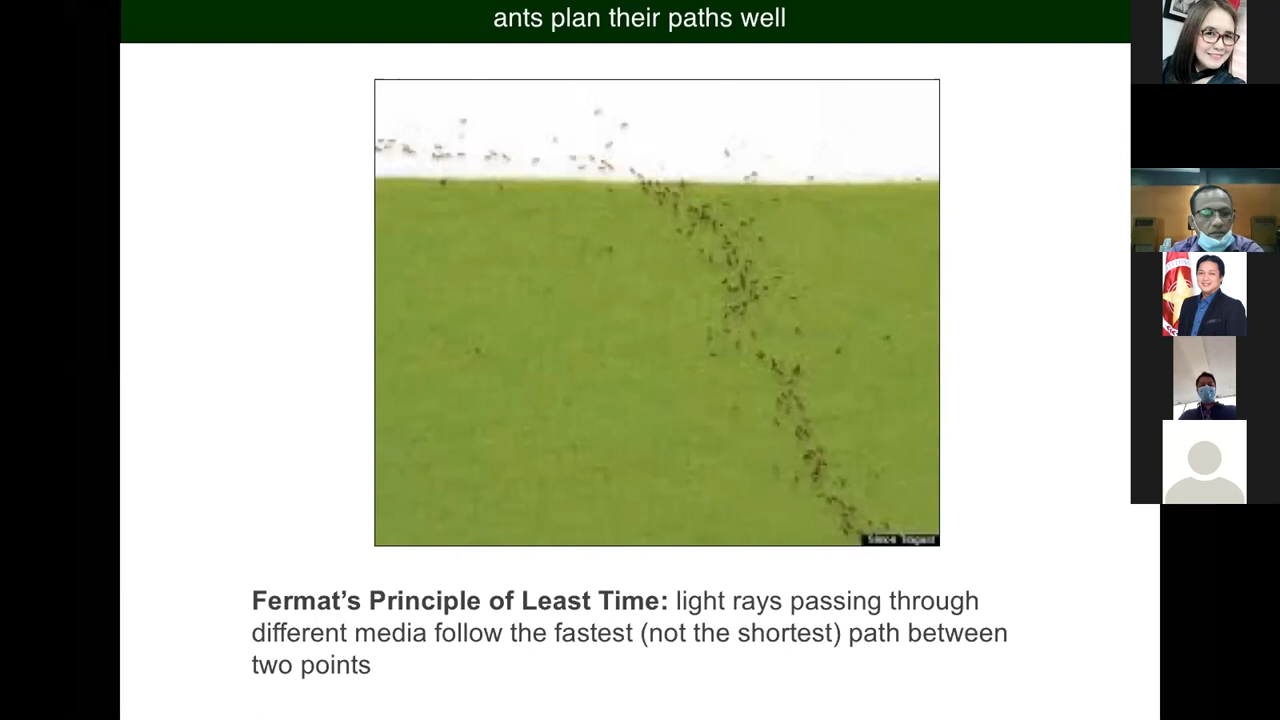 ants plan their paths well
Fermat’s Principle of Least Time: light rays passing through
different media follow the fastest (not the shortest) path between
two points